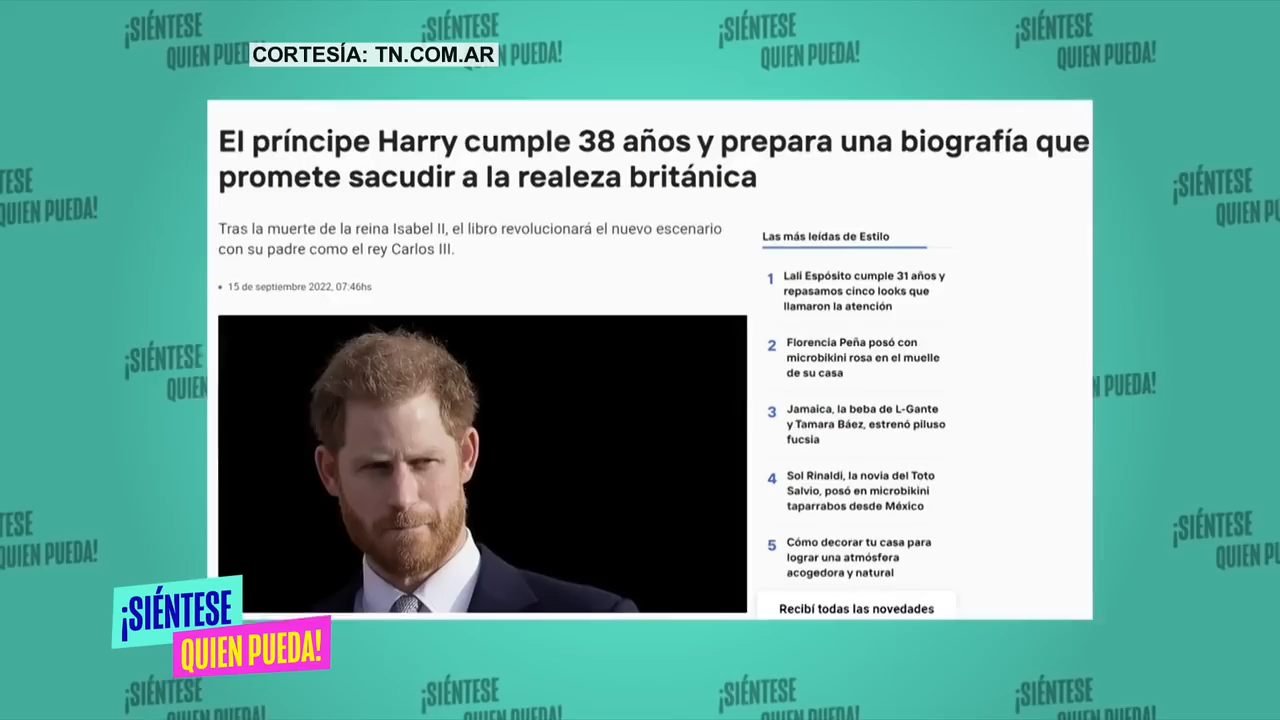 ¡SIÉNTESE
QUIEN PUEDA!
CORTESÍA: TN.COM.AR
El príncipe Harry cumple 38 años y prepara una biografía que
promete sacudir a la realeza británica
Tras la muerte de la reina Isabel II, el libro revolucionará el nuevo escenario
con su padre como el rey Carlos III.
• 15 de septiembre 2022, 07:46hs
Las más leídas de Estilo
1 Lali Espósito cumple 31 años y
repasamos cinco looks que
llamaron la atención
2 Florencia Peña posó con
microbikini rosa en el muelle
de su casa
3 Jamaica, la beba de L-Gante
y Tamara Báez, estrenó piluso
fucsia
4 Sol Rinaldi, la novia del Toto
Salvio, posó en microbikini
taparrabos desde México
5 Cómo decorar tu casa para
lograr una atmósfera
acogedora y natural
Recibí todas las novedades
¡SIÉNTESE
QUIEN PUEDA!